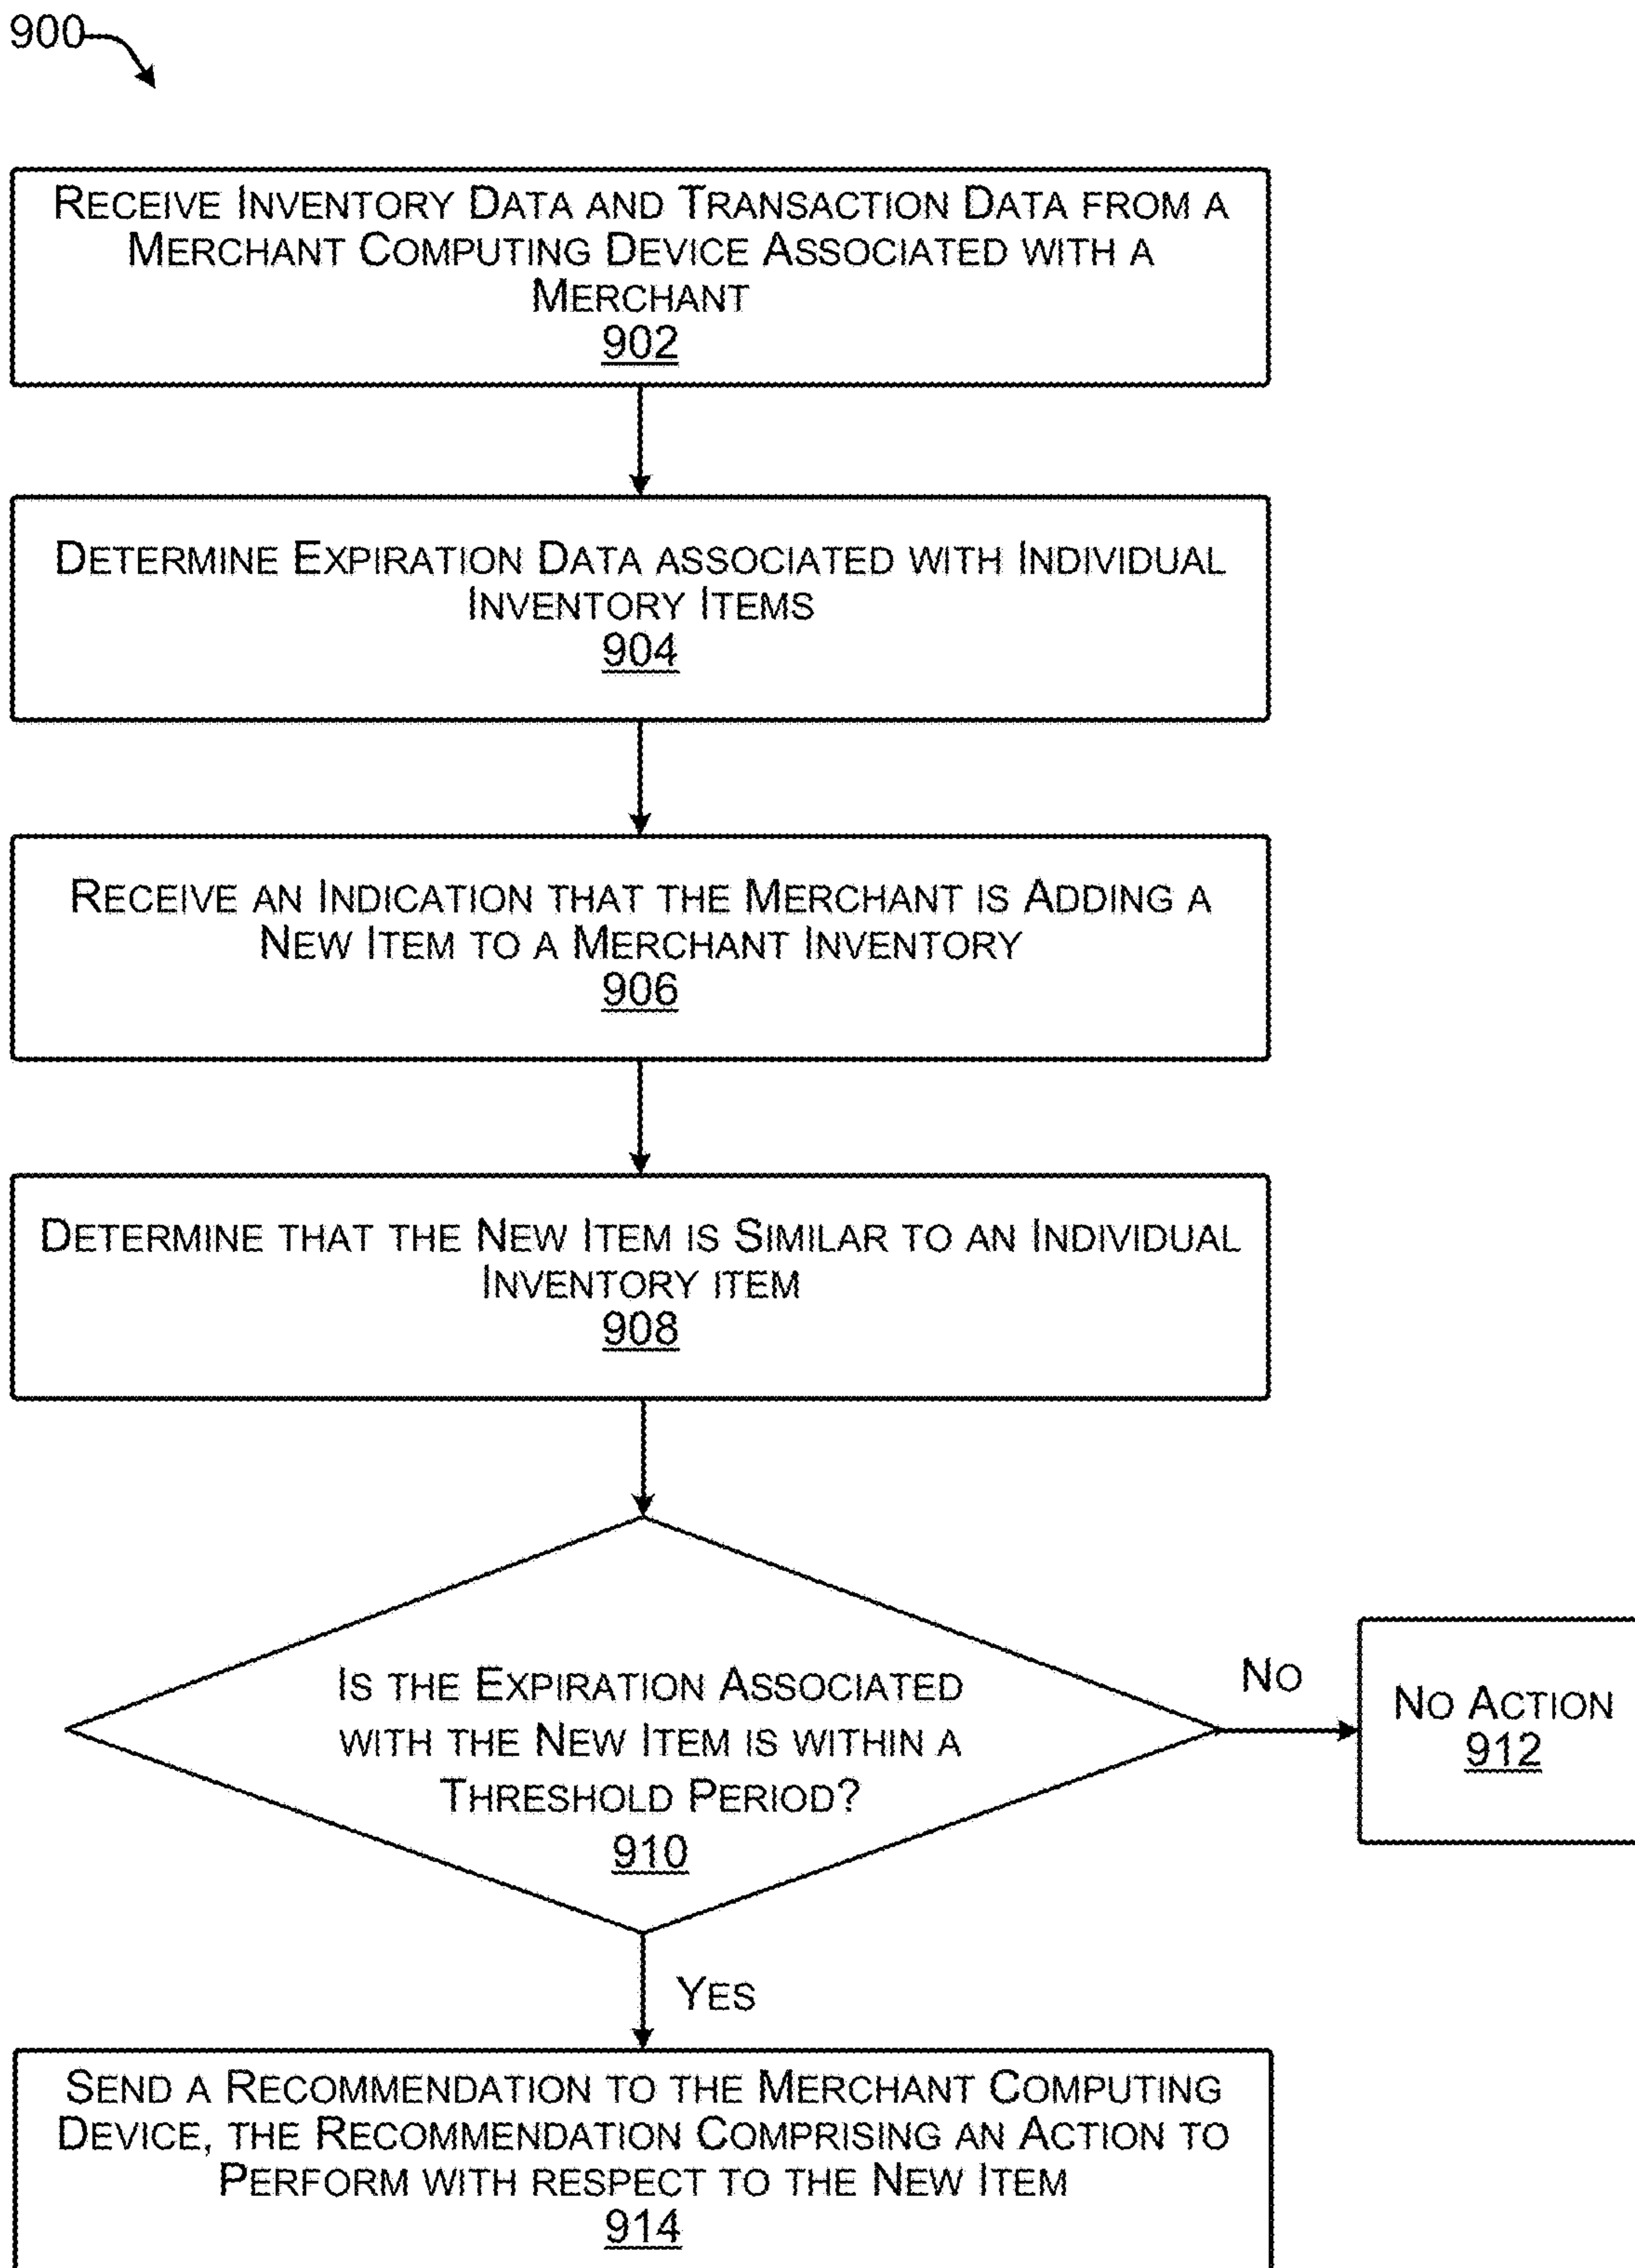 900
RECEIVE INVENTORY DATA AND TRANSACTION DATA FROM A
MERCHANT COMPUTING DEVICE ASSOCIATED WITH A
MERCHANT
902
DETERMINE EXPIRATION DATA ASSOCIATED WITH INDIVIDUAL
INVENTORY ITEMS
904
RECEIVE AN INDICATION THAT THE MERCHANT IS ADDING A
NEW ITEM TO A MERCHANT INVENTORY
906
DETERMINE THAT THE NEW ITEM IS SIMILAR TO AN INDIVIDUAL
INVENTORY ITEM
908
IS THE EXPIRATION ASSOCIATED
WITH THE NEW ITEM IS WITHIN A
THRESHOLD PERIOD?
910
NO
NO ACTION
912
YES
SEND A RECOMMENDATION TO THE MERCHANT COMPUTING
DEVICE, THE RECOMMENDATION COMPRISING AN ACTION TO
PERFORM WITH RESPECT TO THE NEW ITEM
914